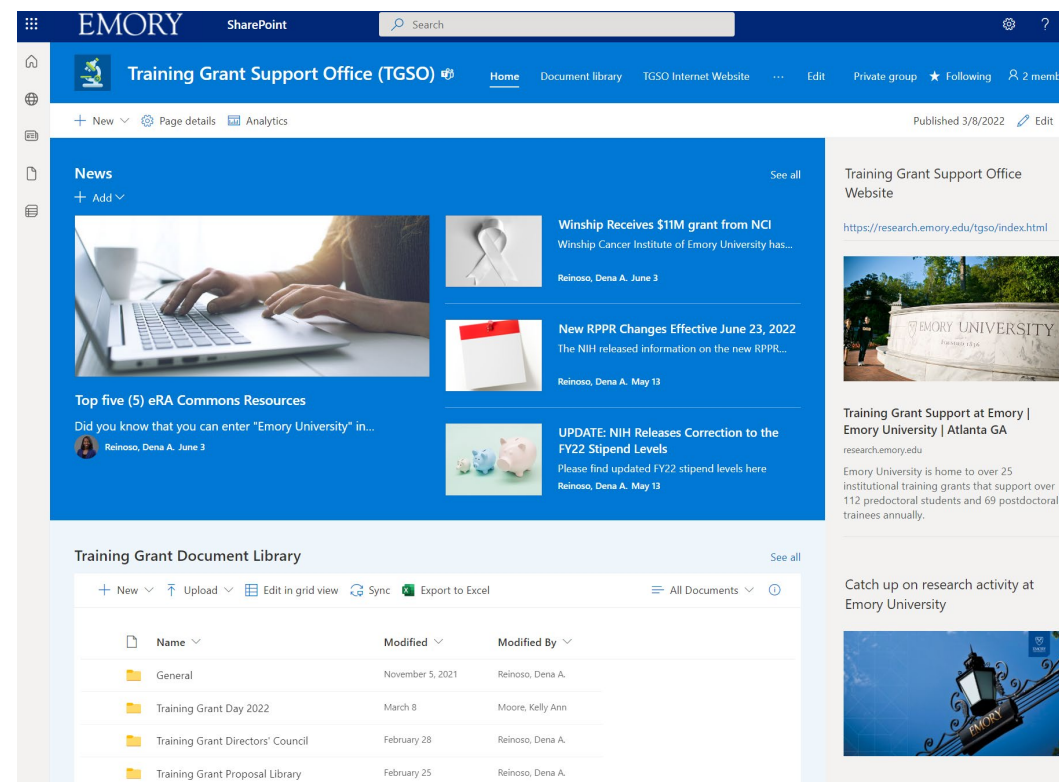 EMORY
SharePoint
Search
?
Training Grant Support Office (TGSO)
Home
Document library
TGSO Internet Website
...
Edit
Private group
Following
2 memb
New
Page details
Analytics
Published 3/8/2022
Edit
News
See all
Add
Top five (5) eRA Commons Resources
Did you know that you can enter "Emory University" in...
Reinoso, Dena A. June 3
Winship Receives $11M grant from NCI
Winship Cancer Institute of Emory University has...
Reinoso, Dena A. June 3
New RPPR Changes Effective June 23, 2022
The NIH released information on the new RPPR...
Reinoso, Dena A. May 13
UPDATE: NIH Releases Correction to the
FY22 Stipend Levels
Please find updated FY22 stipend levels here
Reinoso, Dena A. May 13
Training Grant Support Office
Website
https://research.emory.edu/tgso/index.html
EMORY UNIVERSITY
Training Grant Support at Emory |
Emory University | Atlanta GA
research.emory.edu
Emory University is home to over 25
institutional training grants that support over
112 predoctoral students and 69 postdoctoral
trainees annually.
Catch up on research activity at
Emory University
EMORY
EMORY
Training Grant Document Library
See all
New
Upload
Edit in grid view
Sync
Export to Excel
All Documents
Name
Modified
Modified By
General
November 5, 2021
Reinoso, Dena A.
Training Grant Day 2022
March 8
Moore, Kelly Ann
Training Grant Directors' Council
February 28
Reinoso, Dena A.
Training Grant Proposal Library
February 25
Reinoso, Dena A.